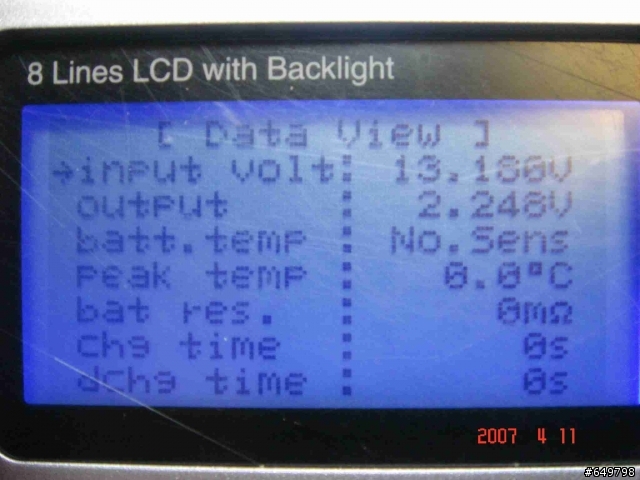 8 Lines LCD with Backlight
[ Data View ]
→input volt: 13.180V
output : 2.248V
batt.temp : No.Sens
peak temp : 0.0°C
bat res. : 0mΩ
Chg time : 0s
dChg time : 0s
2007 4 11
#649798